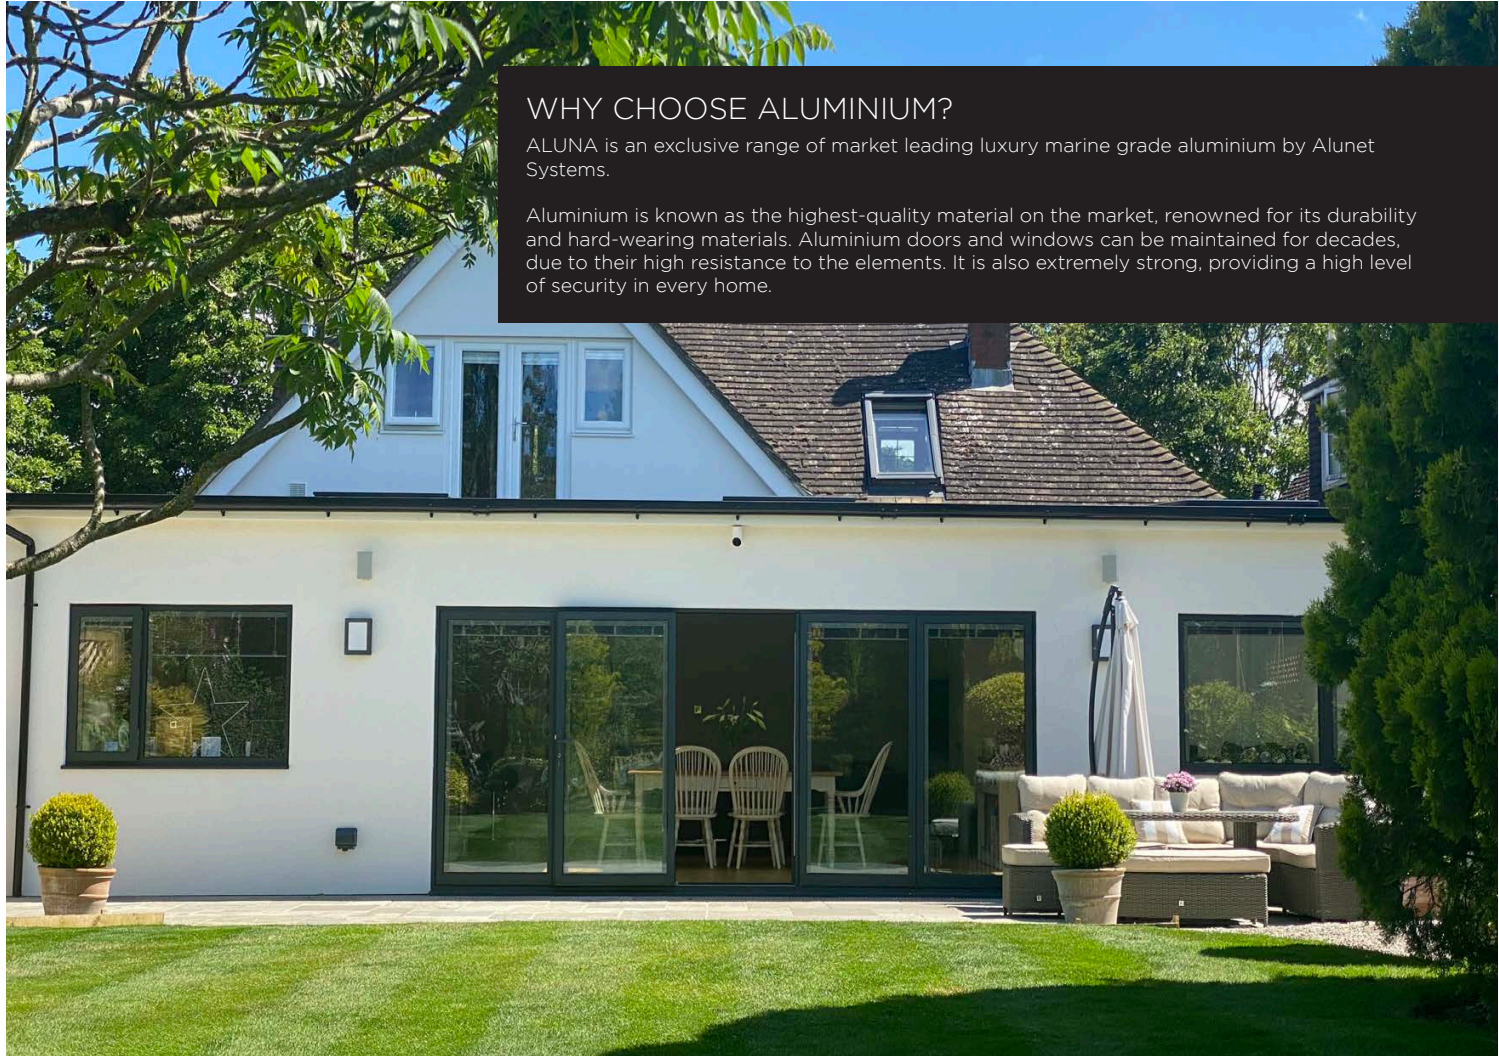 WHY CHOOSE ALUMINIUM?
ALUNA is an exclusive range of market leading luxury marine grade aluminium by Alunet
Systems.
Aluminium is known as the highest-quality material on the market, renowned for its durability
and hard-wearing materials. Aluminium doors and windows can be maintained for decades,
due to their high resistance to the elements. It is also extremely strong, providing a high level
of security in every home.